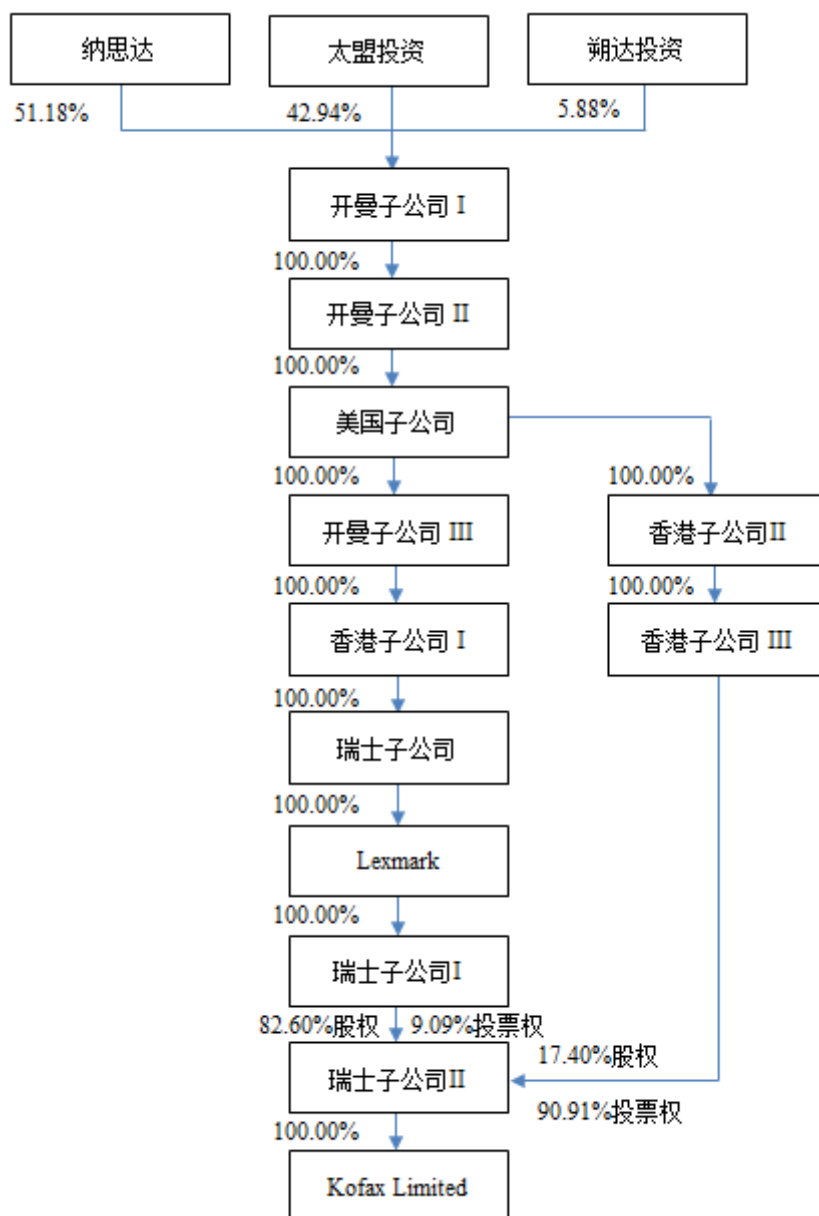 纳思达
太盟投资
朔达投资
51.18%
42.94%
5.88%
开曼子公司 I
100.00%
开曼子公司 II
100.00%
美国子公司
100.00%
100.00%
开曼子公司 III
香港子公司II
100.00%
100.00%
香港子公司 I
香港子公司 III
100.00%
瑞士子公司
100.00%
Lexmark
100.00%
瑞士子公司I
82.60%股权
9.09%投票权
17.40%股权
瑞士子公司II
90.91%投票权
100.00%
Kofax Limited